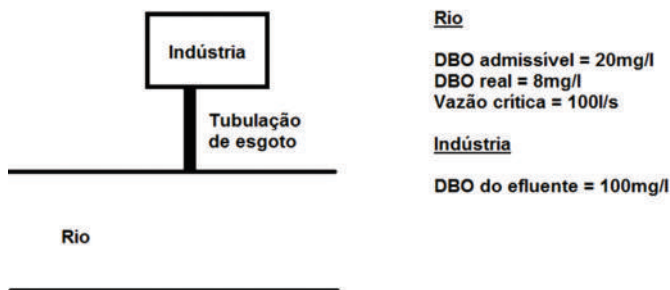 Indústria
Tubulação
de esgoto
Rio
Rio
DBO admissível = 20mg/l
DBO real = 8mg/l
Vazão crítica = 100l/s
Indústria
DBO do efluente = 100mg/l